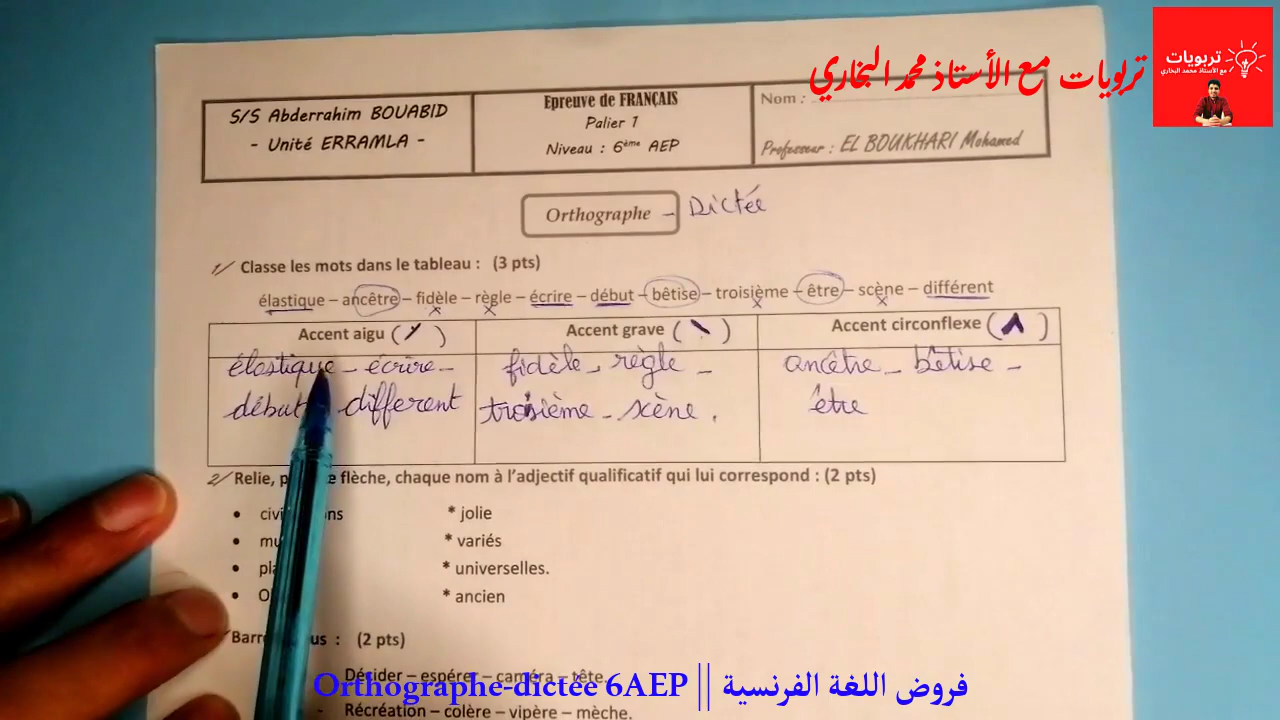 تربويات مع الأستاذ محمد البخاري
تربويات
مع الأستاذ محمد البخاري
S/S Abderrahim BOUABID
- Unité ERRAMLA -
Epreuve de FRANÇAIS
Palier 1
Niveau : 6ème AEP
Nom :
Professeur : EL BOUKHARI Mohamed
Orthographe - Dictée
1/ Classe les mots dans le tableau : (3 pts)
élastique – ancêtre – fidèle – règle – écrire – début – bêtise – troisième – être – scène – différent
Accent aigu ( / )
Accent grave ( \ )
Accent circonflexe ( ^ )
élastique - écrire -
début différent
fidèle - règle -
troisième - scène .
ancêtre - bêtise -
être
2/ Relie, flèche, chaque nom à l'adjectif qualificatif qui lui correspond : (2 pts)
* jolie
* variés
* universelles.
* ancien
: (2 pts)
Décider – espérer – caméra – tête.
- Récréation – colère – vipère – mèche.
Orthographe-dictée 6AEP || فروض اللغة الفرنسية